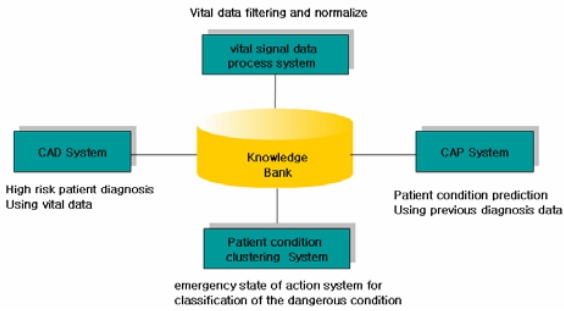 Vital data filtering and normalize
vital signal data
process system
CAD System
Knowledge
Bank
CAP System
High risk patient diagnosis
Using vital data
Patient condition prediction
Using previous diagnosis data
Patient condition
clustering System
emergency state of action system for
classification of the dangerous condition